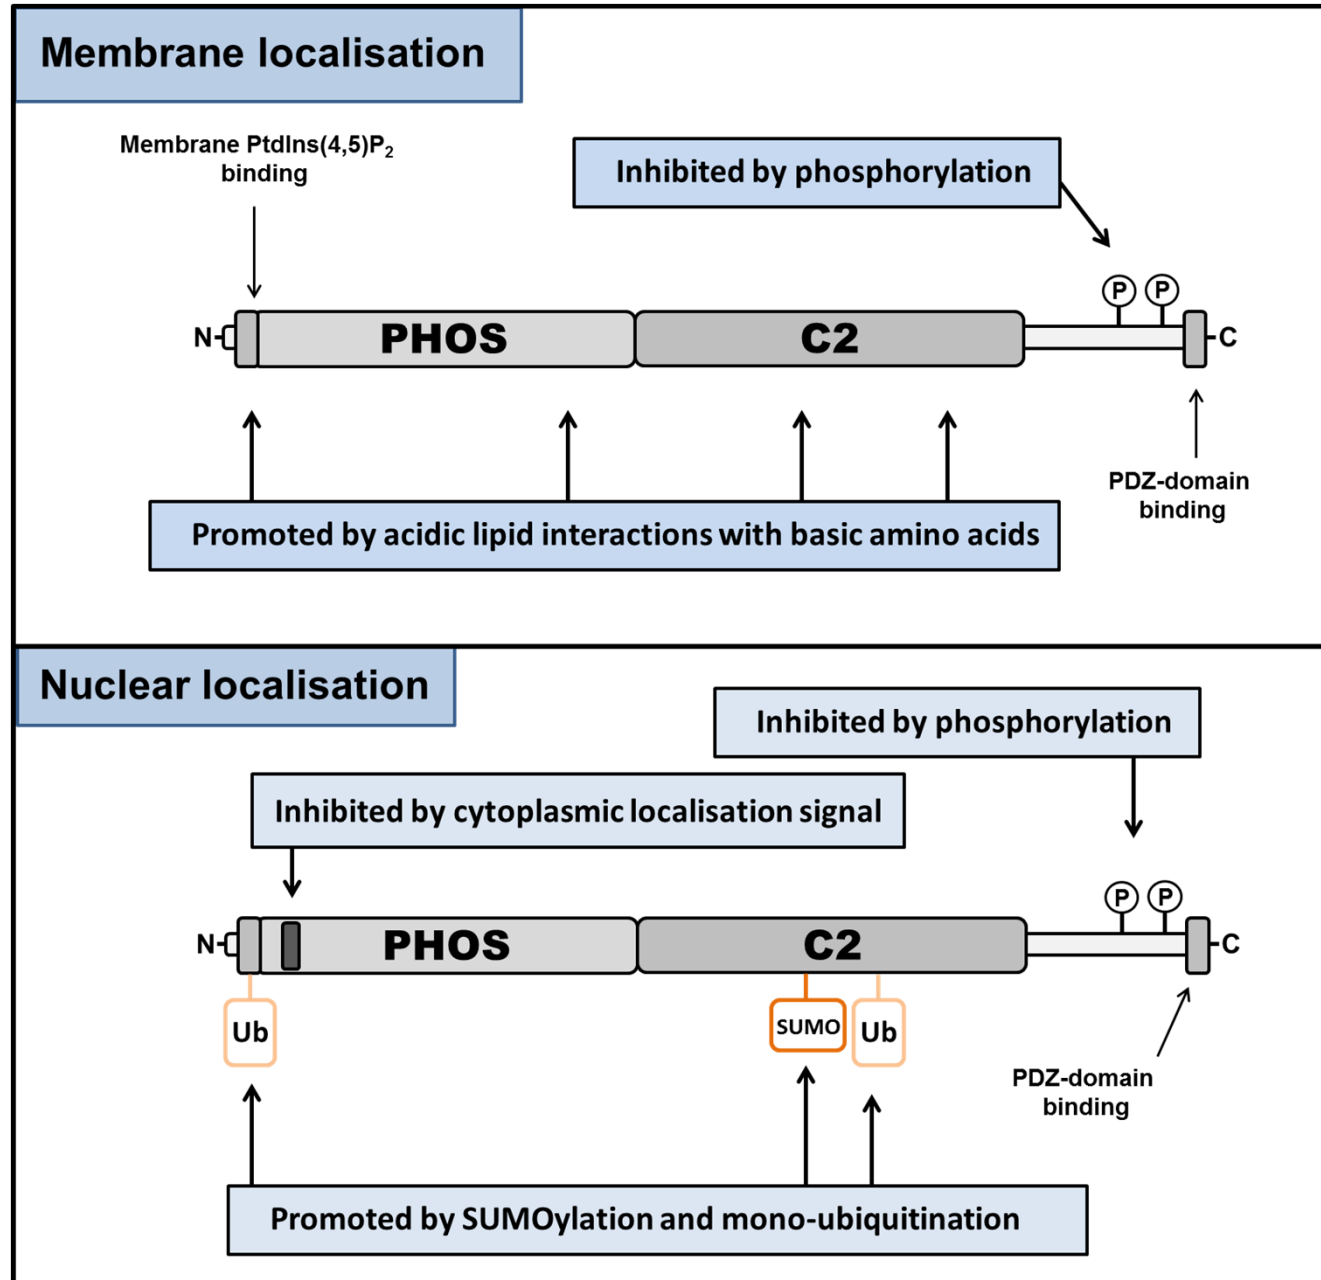 Membrane localisation
Membrane PtdIns(4,5)P₂
binding
Inhibited by phosphorylation
P P
N PHOS C2 C
PDZ-domain
binding
Promoted by acidic lipid interactions with basic amino acids
Nuclear localisation
Inhibited by phosphorylation
Inhibited by cytoplasmic localisation signal
P P
N PHOS C2 C
Ub SUMO Ub
PDZ-domain
binding
Promoted by SUMOylation and mono-ubiquitination